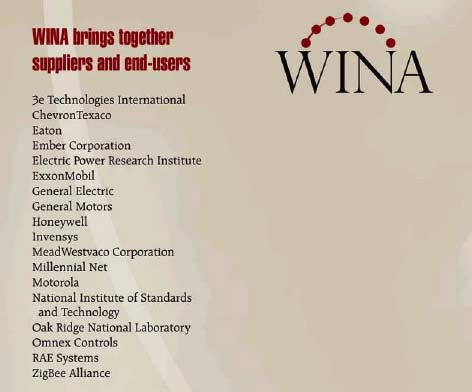 WINA brings together
suppliers and end-users
WINA
3e Technologies International
ChevronTexaco
Eaton
Ember Corporation
Electric Power Research Institute
ExxonMobil
General Electric
General Motors
Honeywell
Invensys
MeadWestvaco Corporation
Millennial Net
Motorola
National Institute of Standards
and Technology
Oak Ridge National Laboratory
Omnex Controls
RAE Systems
ZigBee Alliance